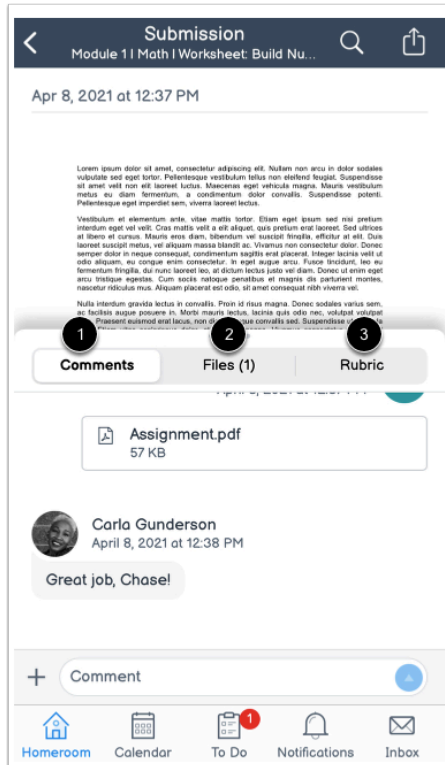 Submission
Module 1 I Math I Worksheet: Build Nu...
Apr 8, 2021 at 12:37 PM
Lorem ipsum dolor sit amet, consectetur adipiscing elit. Nullam non arcu in dolor sodales
vulputate sed eget tortor. Pellentesque vestibulum tellus non eleifend feugiat. Suspendisse
sit amet velit non elit laoreet luctus. Maecenas eget vehicula magna. Mauris vestibulum
metus eu diam fermentum, a condimentum dolor convallis. Suspendisse potenti.
Pellentesque eget imperdiet sem, viverra laoreet lectus.
Vestibulum et elementum ante, vitae mattis tortor. Etiam eget ipsum sed nisi pretium
interdum eget vel velit. Cras mattis velit a elit aliquet, quis pretium erat laoreet. Sed ultrices
at libero et cursus. Mauris eros diam, bibendum vel suscipit fringilla, efficitur at elit. Duis
laoreet suscipit metus, vel aliquam massa blandit ac. Vivamus non consectetur dolor. Donec
semper dolor in neque consequat, condimentum sagittis erat placerat. Integer lacinia velit ut
odio aliquam, eu congue enim consectetur. In eget augue arcu. Fusce tincidunt, leo eu
fermentum fringilla, dui nunc laoreet leo, at dictum lectus justo vel diam. Donec ut enim eget
arcu tristique egestas. Cum sociis natoque penatibus et magnis dis parturient montes,
nascetur ridiculus mus. Aliquam placerat est odio, sit amet consequat nibh viverra vel.
Nulla interdum gravida lectus in convallis. Proin id risus magna. Donec sodales varius sem,
ac facilisis augue posuere in. Morbi mauris lectus, lacinia quis odio nec, volutpat volutpat
Praesent euismod erat lacus, non convallis sed. Suspendisse
1
2
3
Comments
Files (1)
Rubric
Assignment.pdf
57 KB
Carla Gunderson
April 8, 2021 at 12:38 PM
Great job, Chase!
Comment
1
Homeroom
Calendar
To Do
Notifications
Inbox